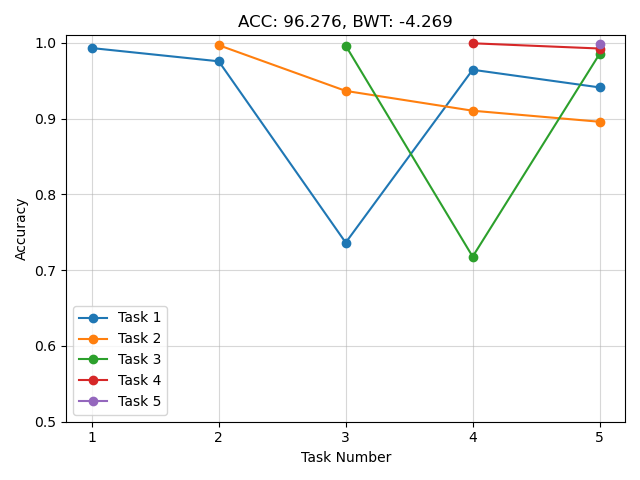 ACC: 96.276, BWT: -4.269
1.0
0.9
0.8
0.7
0.6
0.5
Accuracy
Task 1
Task 2
Task 3
Task 4
Task 5
1 2 3 4 5
Task Number